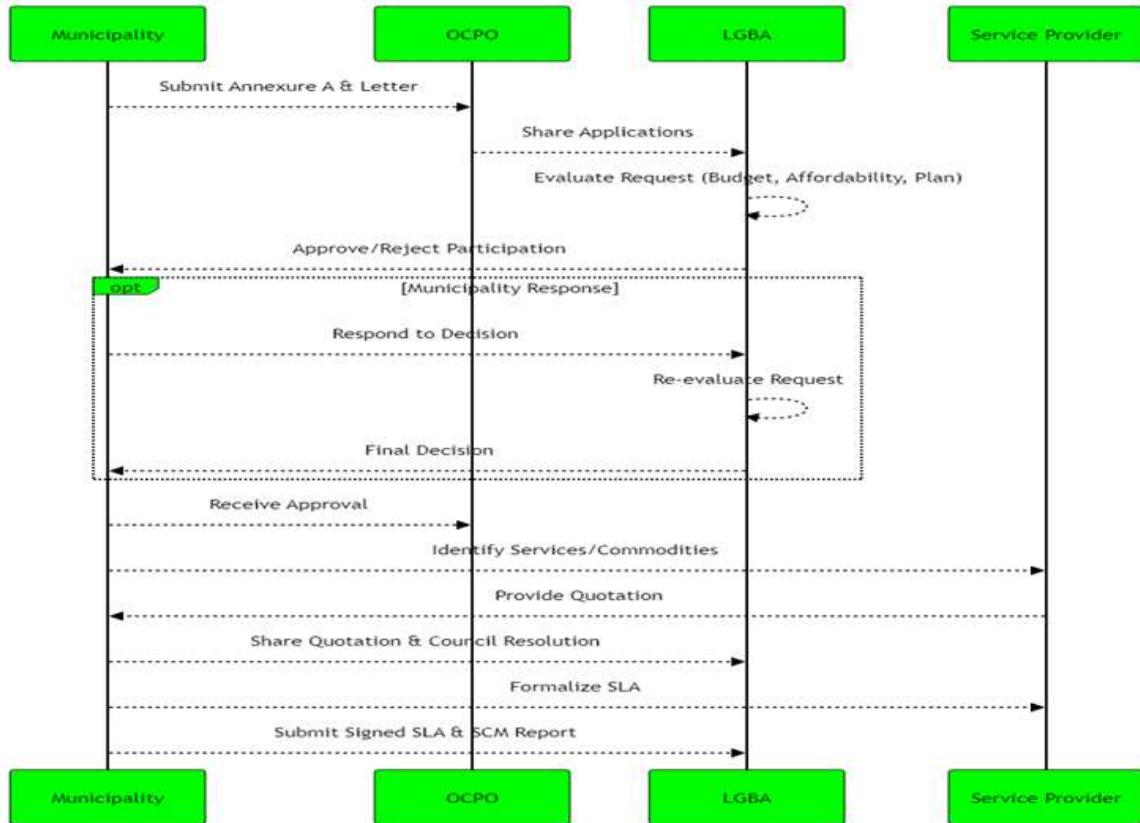 Municipality OCPO LGBA Service Provider
Submit Annexure A & Letter
Share Applications
Evaluate Request (Budget, Affordability, Plan)
Approve/Reject Participation
opt [Municipality Response]
Respond to Decision
Re-evaluate Request
Final Decision
Receive Approval
Identify Services/Commodities
Provide Quotation
Share Quotation & Council Resolution
Formalize SLA
Submit Signed SLA & SCM Report
Municipality OCPO LGBA Service Provider